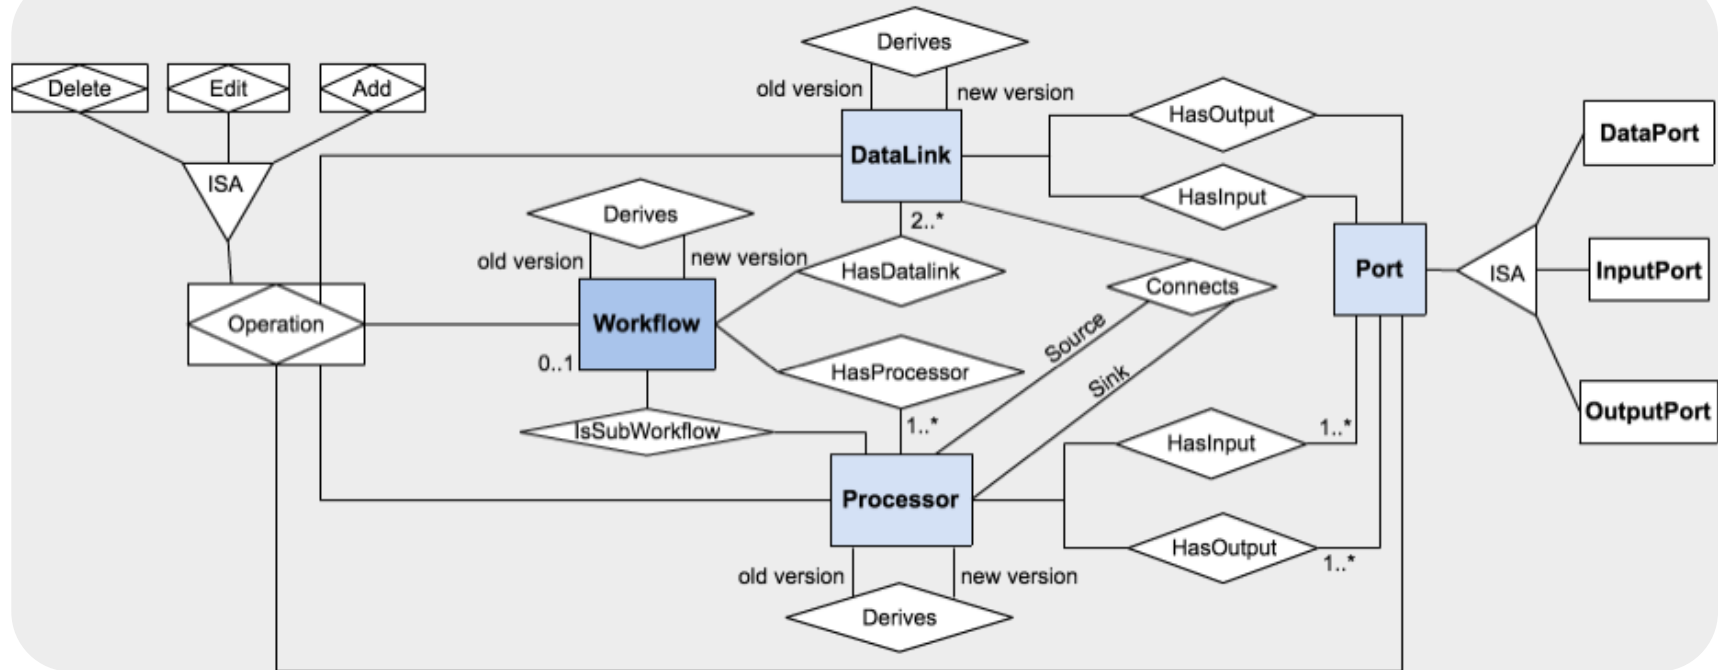 Derives
old version
new version
Delete
Edit
Add
HasOutput
DataPort
DataLink
ISA
HasInput
Derives
2..*
old version
new version
HasDatalink
Connects
Port
ISA
InputPort
Operation
Workflow
Source
0..1
HasProcessor
Sink
OutputPort
IsSubWorkflow
1..*
1..*
HasInput
Processor
HasOutput
1..*
old version
new version
Derives